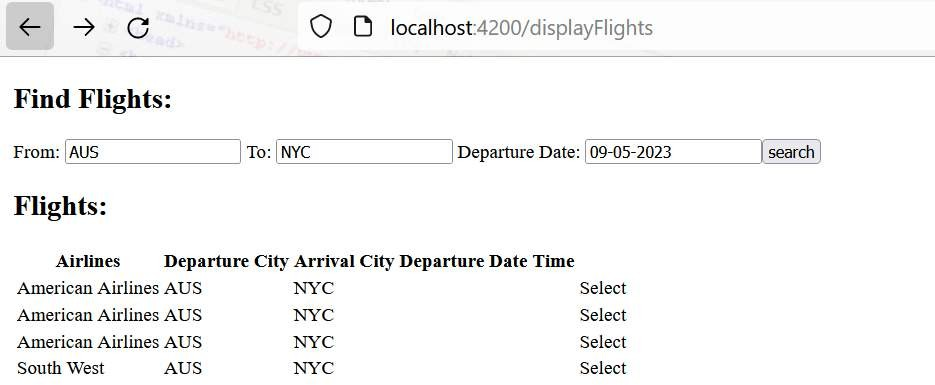 CSS
localhost:4200/displayFlights
Find Flights:
From: AUS To: NYC Departure Date: 09-05-2023 search
Flights:
Airlines Departure City Arrival City Departure Date Time
American Airlines AUS NYC Select
American Airlines AUS NYC Select
American Airlines AUS NYC Select
South West AUS NYC Select